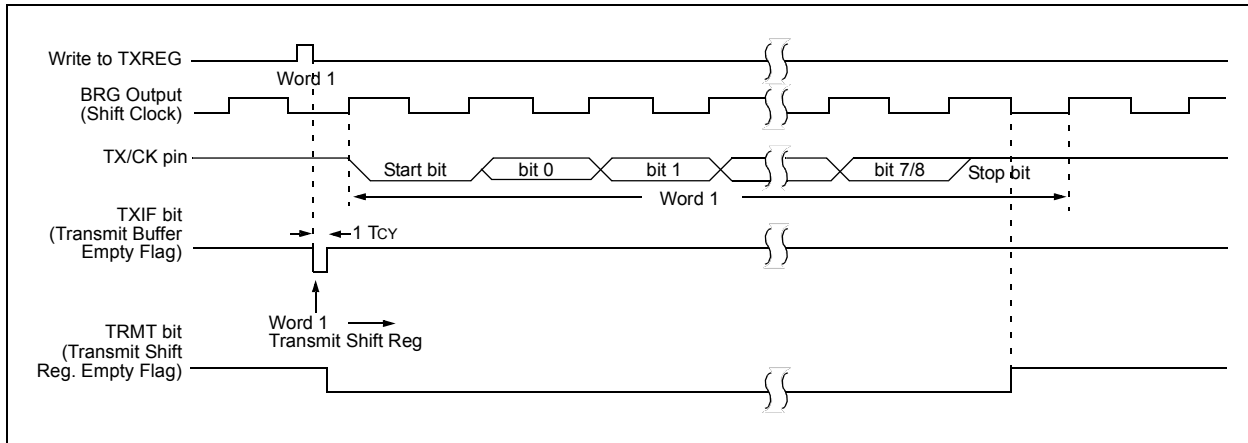 Write to TXREG
Word 1
BRG Output
(Shift Clock)
TX/CK pin
Start bit
bit 0
bit 1
bit 7/8
Stop bit
Word 1
TXIF bit
(Transmit Buffer
Empty Flag)
1 TCY
Word 1
Transmit Shift Reg
TRMT bit
(Transmit Shift
Reg. Empty Flag)